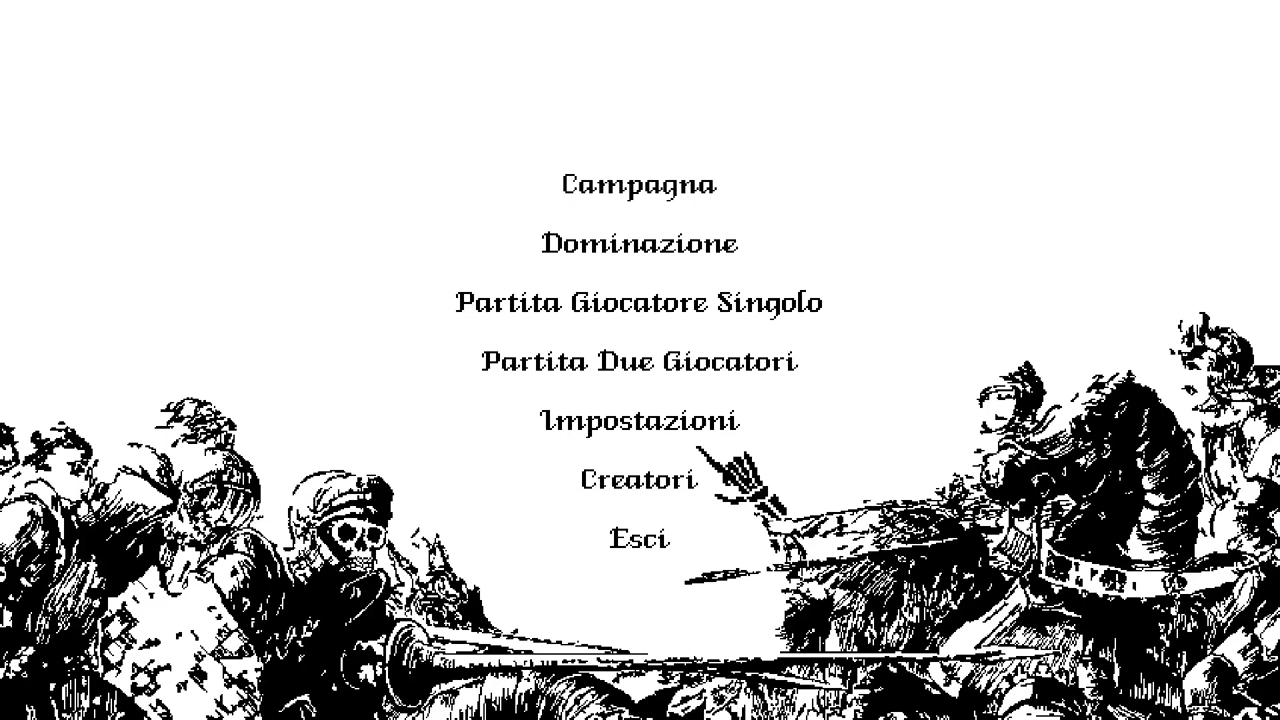 Campagna
Dominazione
Partita Giocatore Singolo
Partita Due Giocatori
Impostazioni
Creatori
Esci